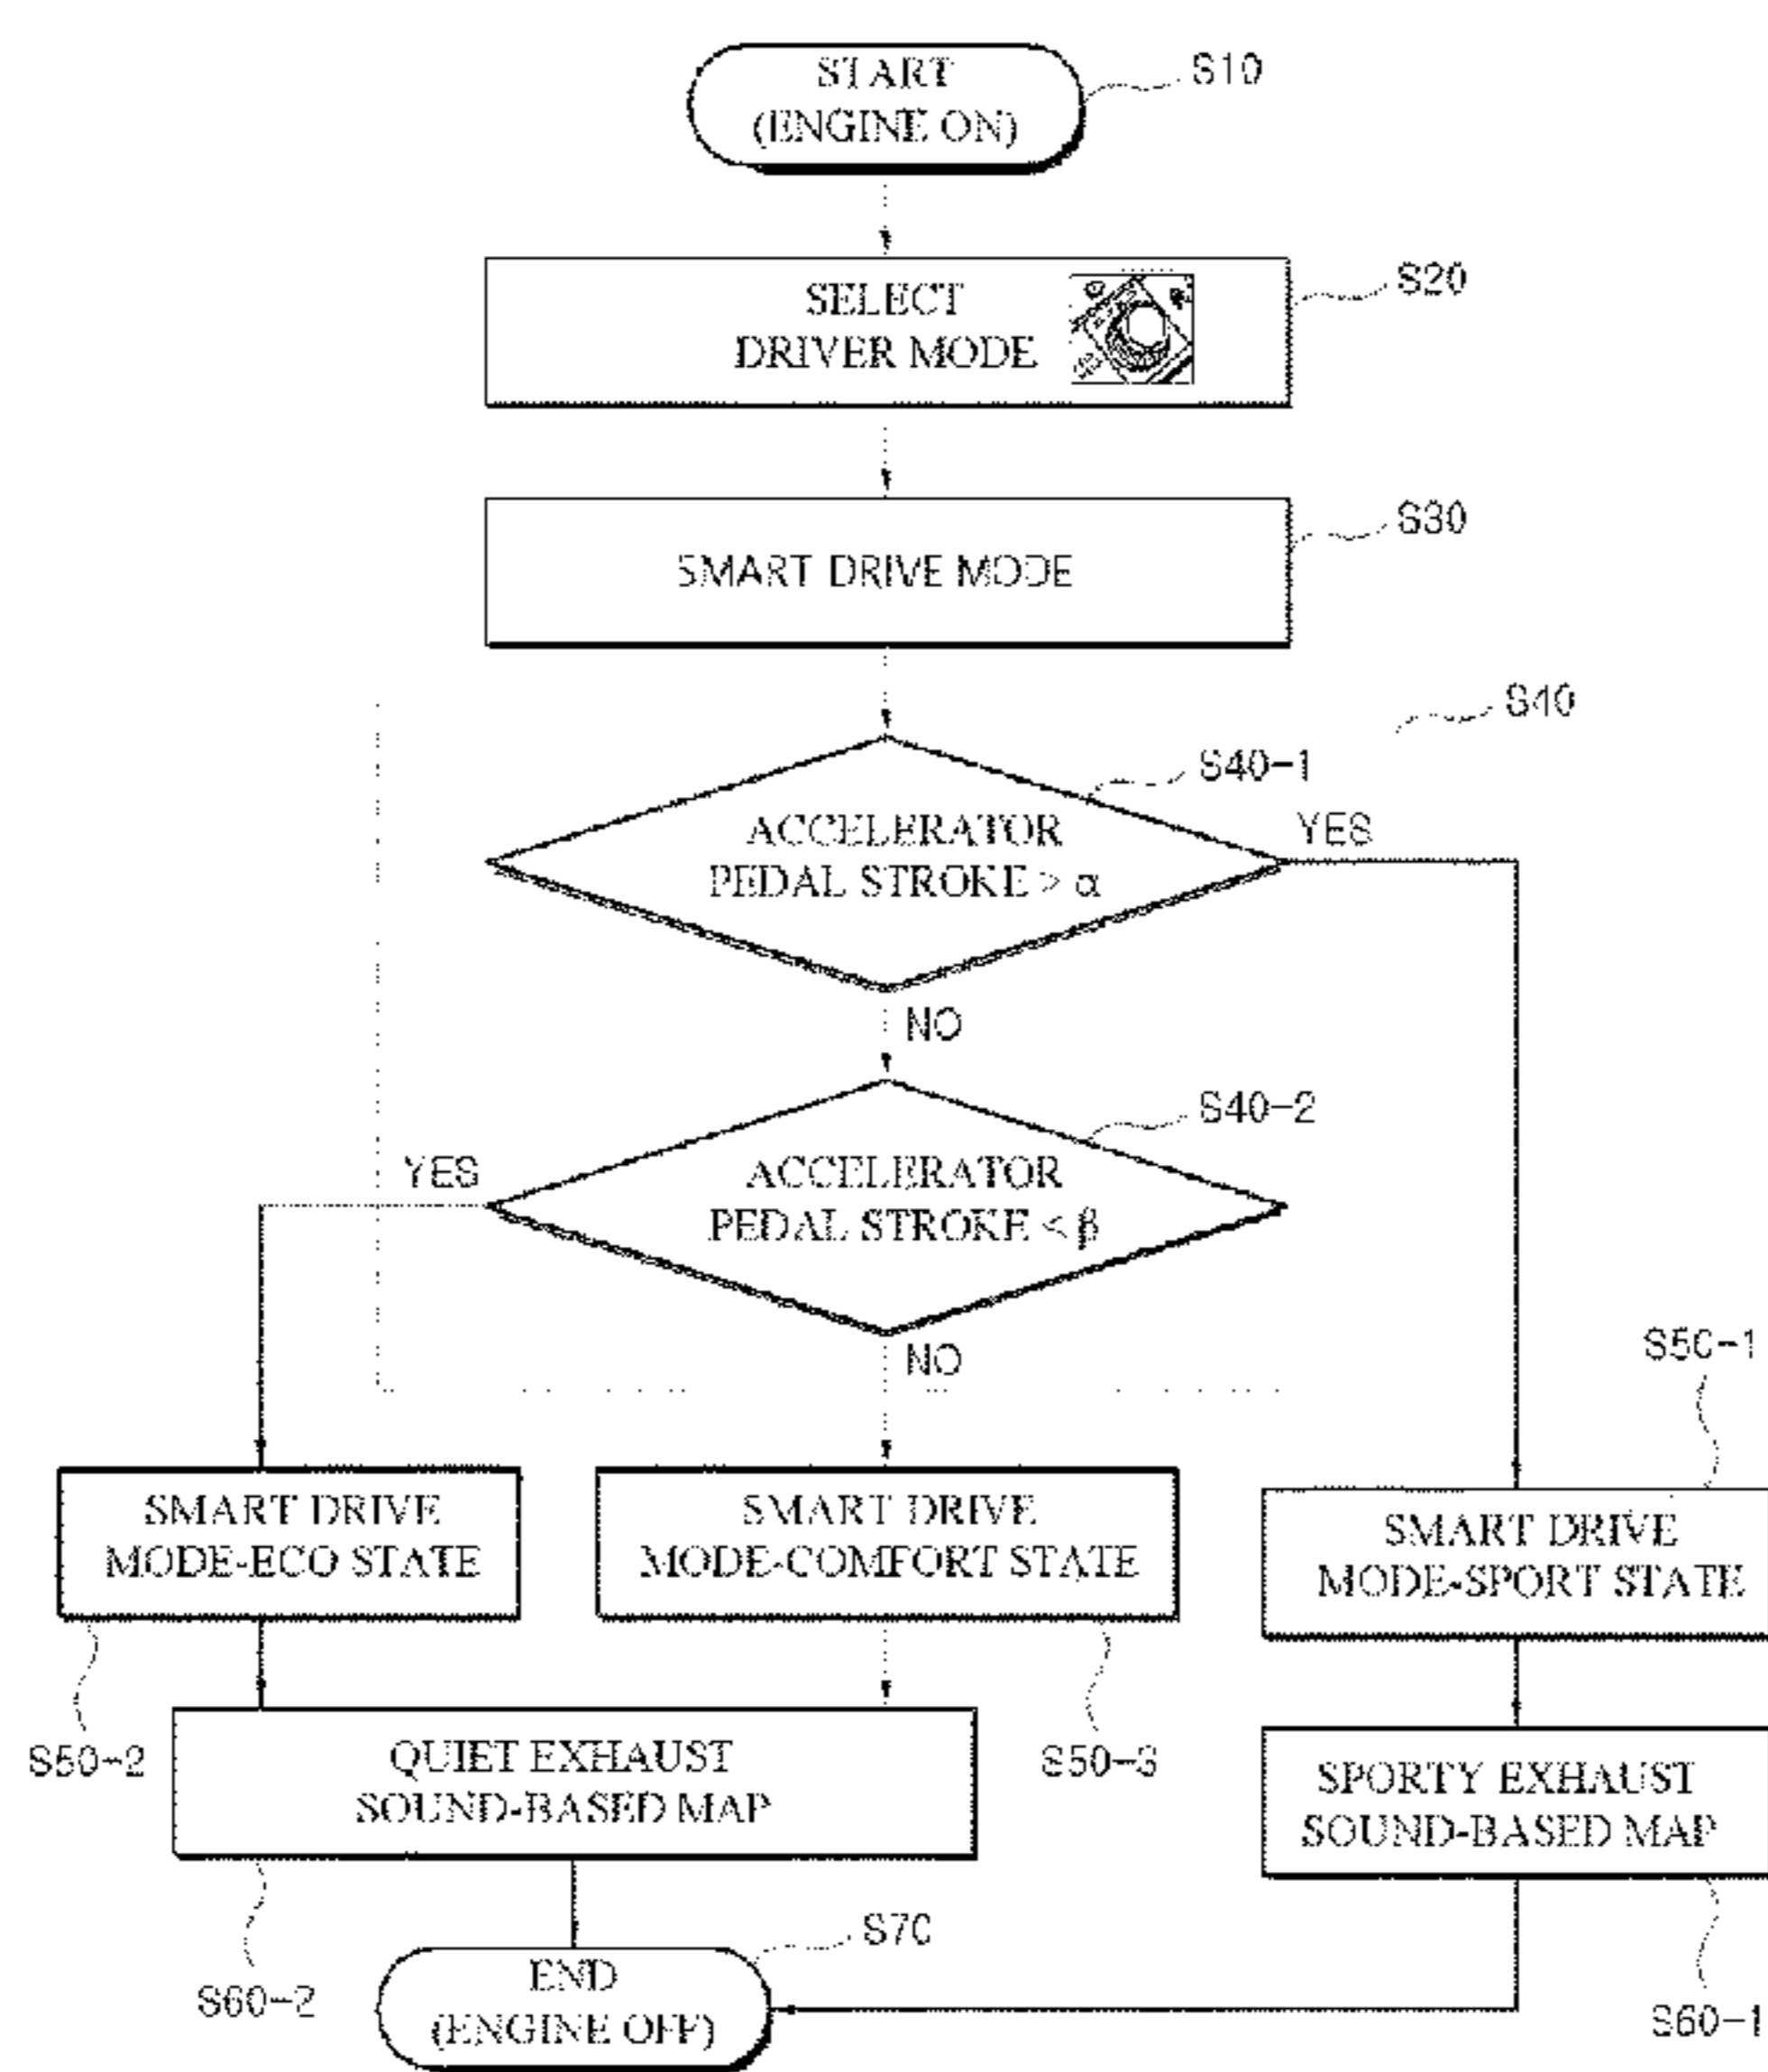 START
(ENGINE ON)
S10
SELECT
DRIVER MODE
S20
SMART DRIVE MODE
S30
S40
S40-1
ACCELERATOR
PEDAL STROKE > α
YES
NO
S40-2
ACCELERATOR
PEDAL STROKE < β
YES
NO
S50-1
SMART DRIVE
MODE-ECO STATE
SMART DRIVE
MODE-COMFORT STATE
SMART DRIVE
MODE-SPORT STATE
S50-2
QUIET EXHAUST
SOUND-BASED MAP
S50-3
SPORTY EXHAUST
SOUND-BASED MAP
S60-2
END
(ENGINE OFF)
S70
S60-1